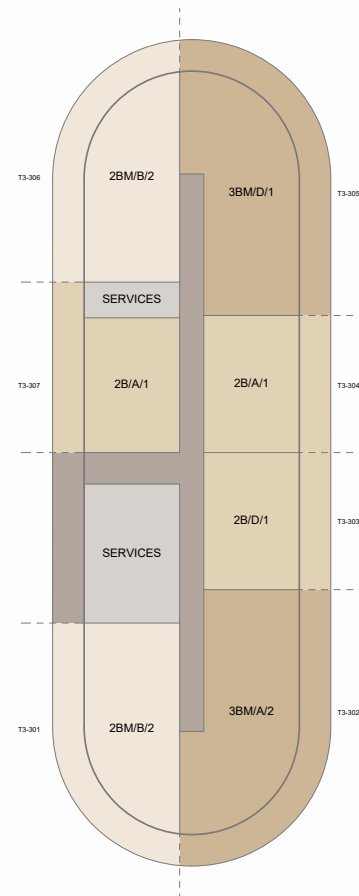 T3-306
2BM/B/2
3BM/D/1
T3-305
SERVICES
T3-307
2B/A/1
2B/A/1
T3-304
SERVICES
2B/D/1
T3-303
T3-301
2BM/B/2
3BM/A/2
T3-302